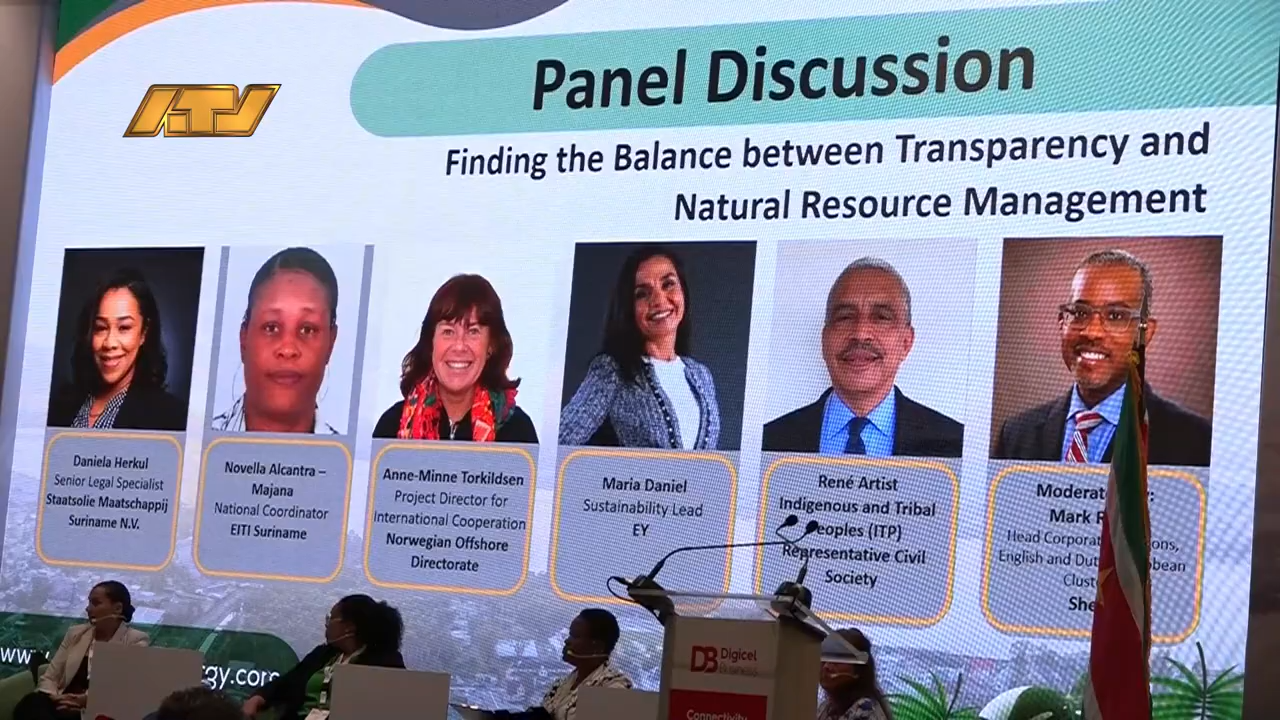 ATV
Panel Discussion
Finding the Balance between Transparency and
Natural Resource Management
Daniela Herkul
Senior Legal Specialist
Staatsolie Maatschappij
Suriname N.V.
Novella Alcantra –
Majana
National Coordinator
EITI Suriname
Anne-Minne Torkildsen
Project Director for
International Cooperation
Norwegian Offshore
Directorate
Maria Daniel
Sustainability Lead
EY
René Artist
Indigenous and Tribal
Peoples (ITP)
Representative Civil
Society
Mark
Head
English and
DB Digicel
Business
Connectivity